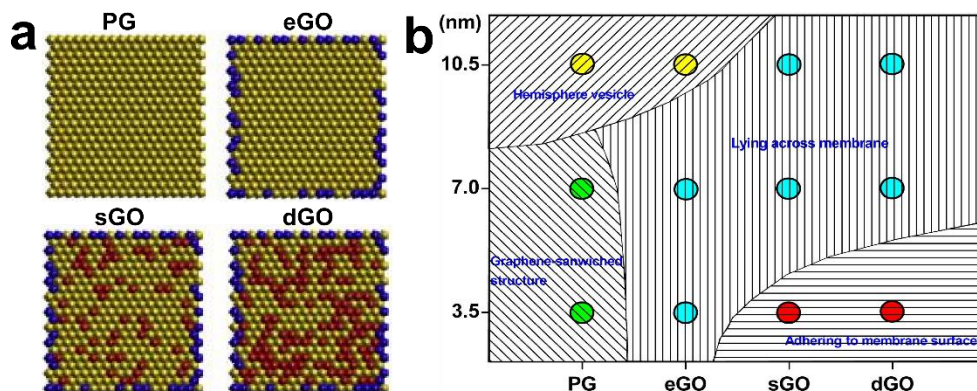 a
PG
eGO
sGO
dGO
b
(nm)
10.5
7.0
3.5
Hemisphere vesicle
Lying across membrane
Graphene-sanwiched
structure
Adhering to membrane surface
PG
eGO
sGO
dGO